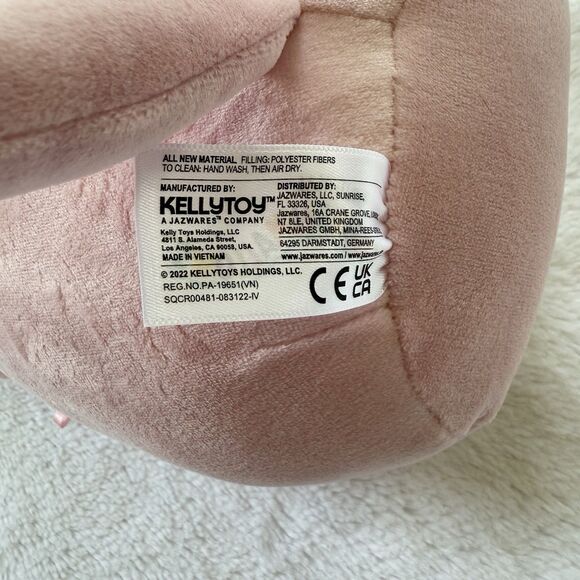 ALL NEW MATERIAL FILLING: POLYESTER FIBERS
TO CLEAN: HAND WASH, THEN AIR DRY.
MANUFACTURED BY:
KELLYTOY™
A JAZWARES™ COMPANY
Kelly Toys Holdings, LLC
4811 S. Alameda Street,
Los Angeles, CA 90058, USA.
MADE IN VIETNAM
DISTRIBUTED BY:
JAZWARES, LLC, SUNRISE,
FL 33326, USA
Jazwares, 16A CRANE GROVE,
N7 8LE, UNITED KINGDOM
JAZWARES GMBH,
64295 DARMSTADT, GERMANY
www.jazwares.com
© 2022 KELLYTOYS HOLDINGS, LLC.
REG.NO.PA-19651(VN)
SQCR00481-083122-IV
CE UK
CA